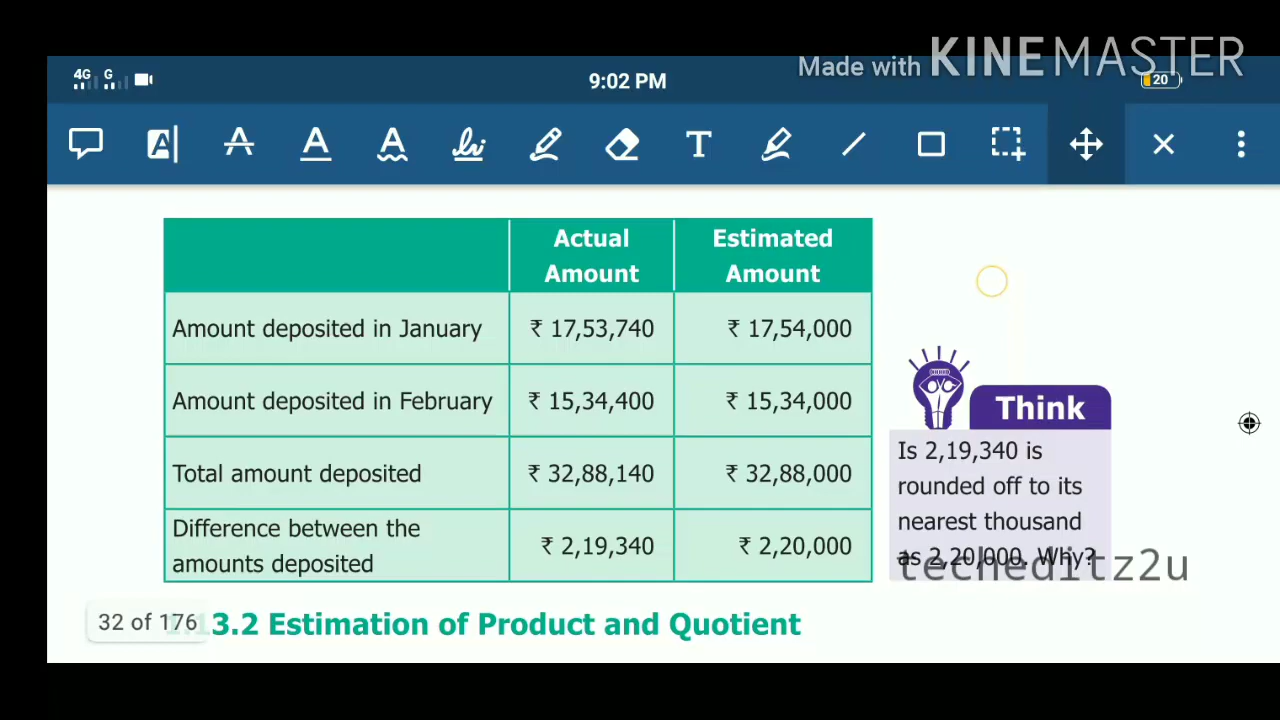 Made with KINEMASTER
4G G 9:02 PM 20
Actual Amount Estimated Amount
Amount deposited in January ₹ 17,53,740 ₹ 17,54,000
Amount deposited in February ₹ 15,34,400 ₹ 15,34,000
Total amount deposited ₹ 32,88,140 ₹ 32,88,000
Difference between the
amounts deposited ₹ 2,19,340 ₹ 2,20,000
Think
Is 2,19,340 is
rounded off to its
nearest thousand
as 2,20,000. Why?
techeditz2u
32 of 176
3.2 Estimation of Product and Quotient